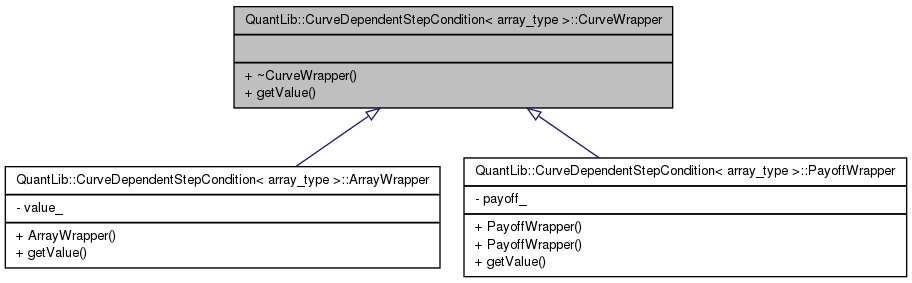 QuantLib::CurveDependentStepCondition< array_type >::CurveWrapper
+ ~CurveWrapper()
+ getValue()
QuantLib::CurveDependentStepCondition< array_type >::ArrayWrapper
- value_
+ ArrayWrapper()
+ getValue()
QuantLib::CurveDependentStepCondition< array_type >::PayoffWrapper
- payoff_
+ PayoffWrapper()
+ PayoffWrapper()
+ getValue()